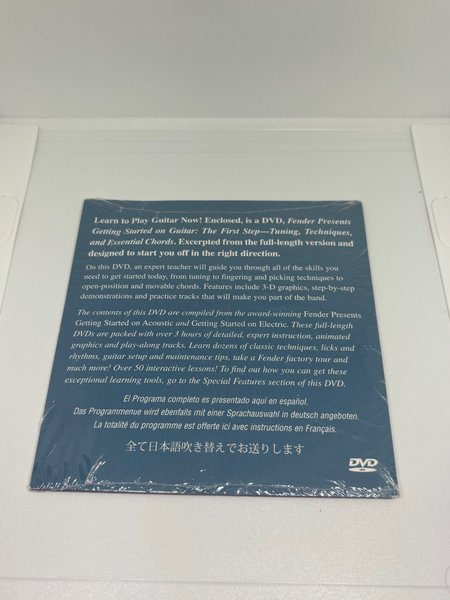 Learn to Play Guitar Now! Enclosed, is a DVD, Fender Presents
Getting Started on Guitar: The First Step—Tuning, Techniques,
and Essential Chords. Excerpted from the full-length version and
designed to start you off in the right direction.
On this DVD, an expert teacher will guide you through all of the skills you
need to get started today, from tuning to fingering and picking techniques to
open-position and movable chords. Features include 3-D graphics, step-by-step
demonstrations and practice tracks that will make you part of the band.
The contents of this DVD are compiled from the award-winning Fender Presents
Getting Started on Acoustic and Getting Started on Electric. These full-length
DVDs are packed with over 3 hours of detailed, expert instruction, animated
graphics and play-along tracks. Learn dozens of classic techniques, licks and
rhythms, guitar setup and maintenance tips, take a Fender factory tour and
much more! Over 50 interactive lessons! To find out how you can get these
exceptional learning tools, go to the Special Features section of this DVD.
El Programa completo es presentado aqui en español.
Das Programmenue wird ebenfalls mit einer Sprachauswahl in deutsch angeboten.
La totalité du programme est offerte ici avec instructions en Français.
全て日本語吹き替えでお送りします
DVD